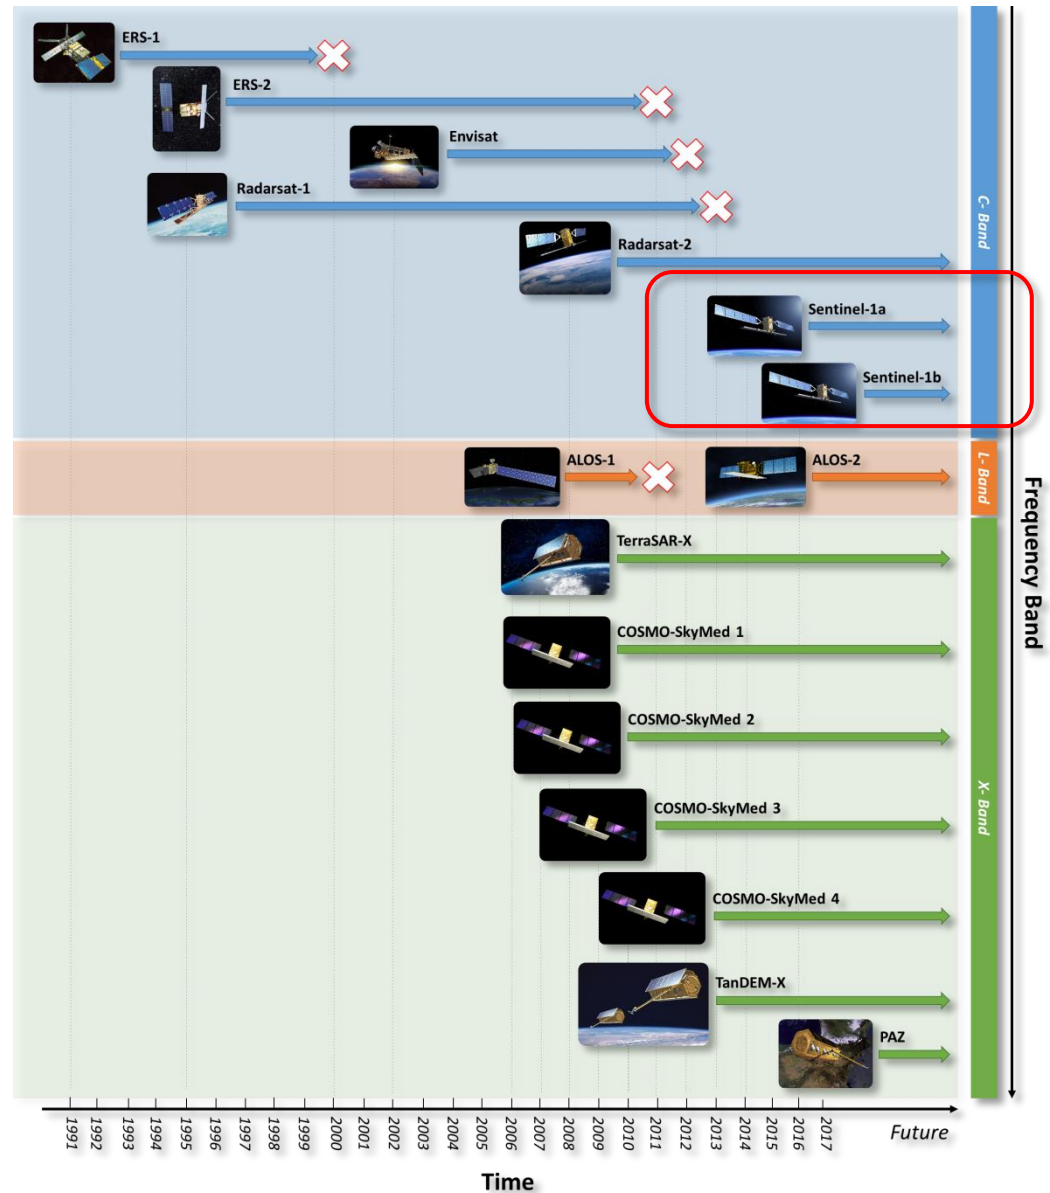 ERS-1
ERS-2
Envisat
Radarsat-1
Radarsat-2
Sentinel-1a
Sentinel-1b
C- Band
ALOS-1
ALOS-2
L- Band
TerraSAR-X
COSMO-SkyMed 1
COSMO-SkyMed 2
COSMO-SkyMed 3
COSMO-SkyMed 4
TanDEM-X
PAZ
X- Band
Frequency Band
1991
1992
1993
1994
1995
1996
1997
1998
1999
2000
2001
2002
2003
2004
2005
2006
2007
2008
2009
2010
2011
2012
2013
2014
2015
2016
2017
Future
Time